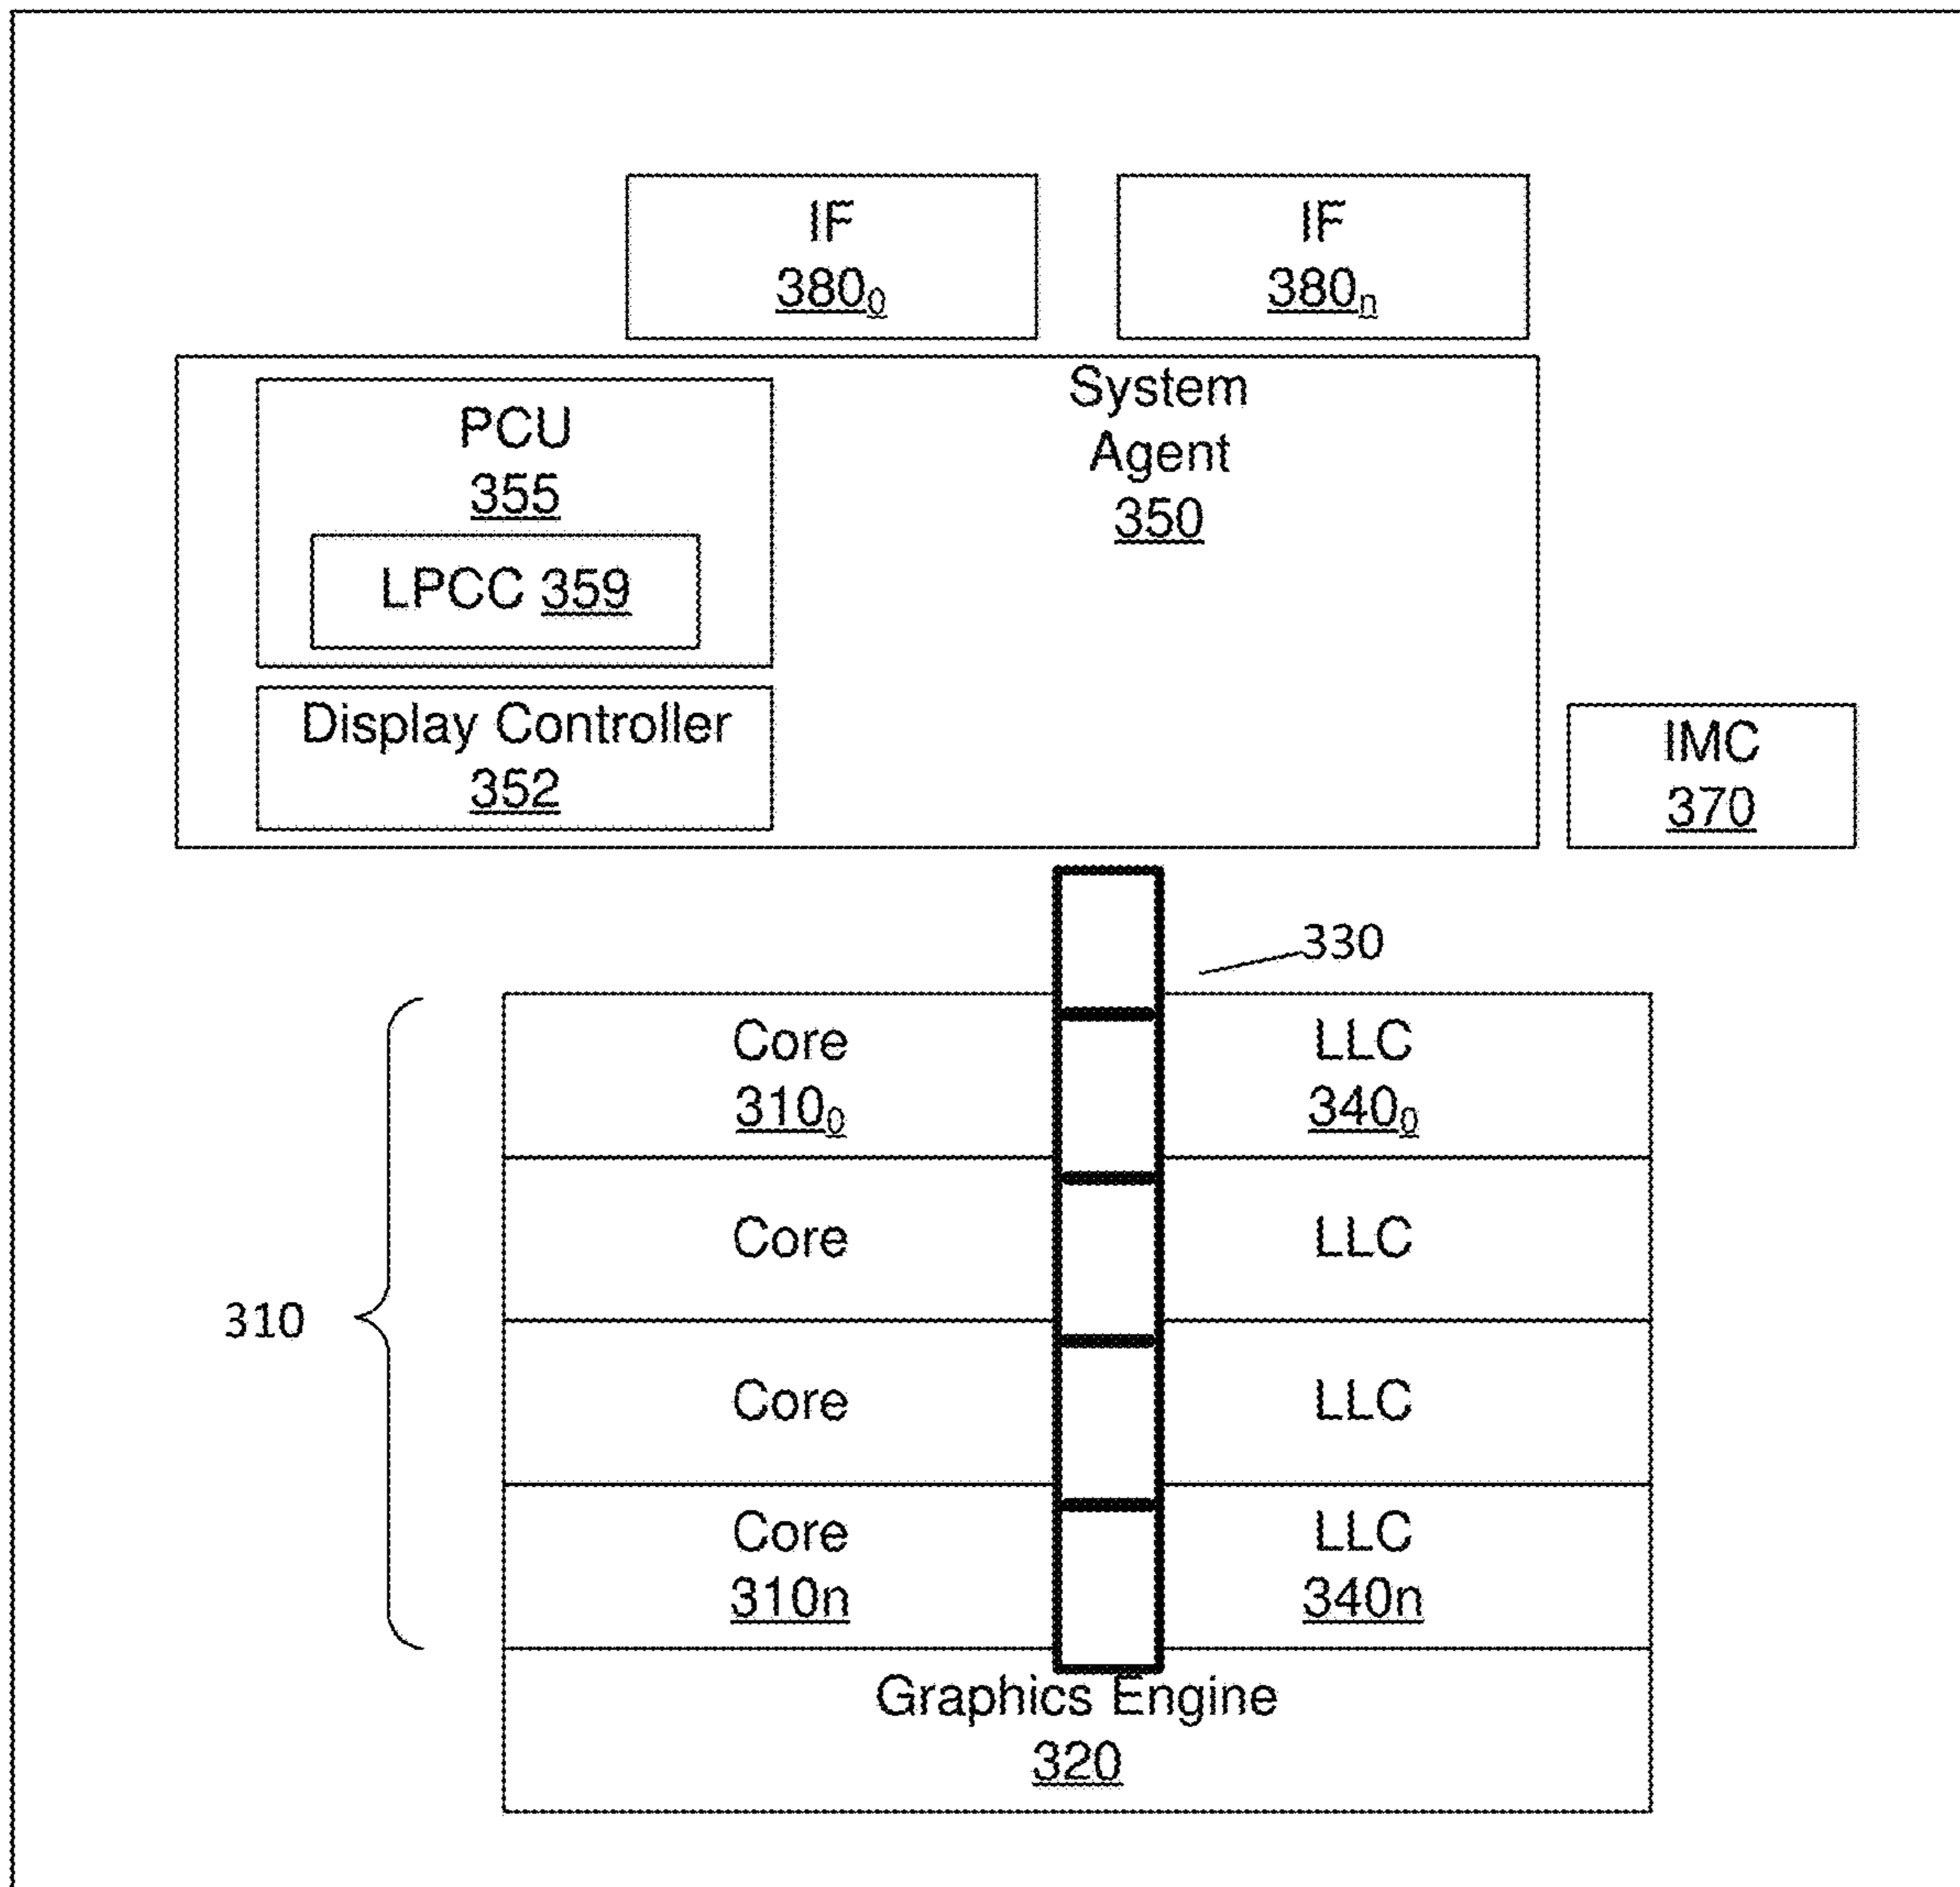 IF
380₀
IF
380ₙ
System
Agent
350
PCU
355
LPCC 359
Display Controller
352
IMC
370
330
310
Core
310₀
LLC
340₀
Core
LLC
Core
LLC
Core
310n
LLC
340n
Graphics Engine
320